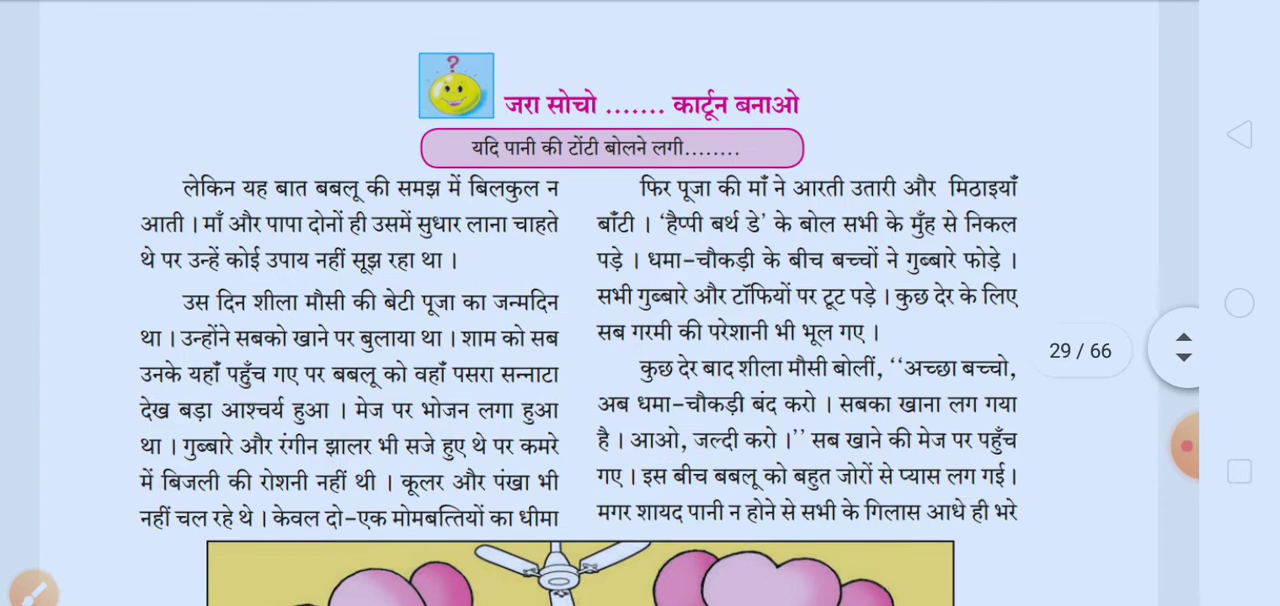 ?
जरा सोचो ....... कार्टून बनाओ
यदि पानी की टोंटी बोलने लगी........
लेकिन यह बात बबलू की समझ में बिलकुल न
आती । माँ और पापा दोनों ही उसमें सुधार लाना चाहते
थे पर उन्हें कोई उपाय नहीं सूझ रहा था ।
उस दिन शीला मौसी की बेटी पूजा का जन्मदिन
था । उन्होंने सबको खाने पर बुलाया था । शाम को सब
उनके यहाँ पहुँच गए पर बबलू को वहाँ पसरा सन्नाटा
देख बड़ा आश्चर्य हुआ । मेज पर भोजन लगा हुआ
था । गुब्बारे और रंगीन झालर भी सजे हुए थे पर कमरे
में बिजली की रोशनी नहीं थी । कूलर और पंखा भी
नहीं चल रहे थे । केवल दो-एक मोमबत्तियों का धीमा
फिर पूजा की माँ ने आरती उतारी और मिठाइयाँ
बाँटी । ‘हैप्पी बर्थ डे’ के बोल सभी के मुँह से निकल
पड़े । धमा-चौकड़ी के बीच बच्चों ने गुब्बारे फोड़े ।
सभी गुब्बारे और टॉफियों पर टूट पड़े । कुछ देर के लिए
सब गरमी की परेशानी भी भूल गए ।
कुछ देर बाद शीला मौसी बोलीं, ‘‘अच्छा बच्चो,
अब धमा-चौकड़ी बंद करो । सबका खाना लग गया
है । आओ, जल्दी करो ।’’ सब खाने की मेज पर पहुँच
गए । इस बीच बबलू को बहुत जोरों से प्यास लग गई ।
मगर शायद पानी न होने से सभी के गिलास आधे ही भरे
29 / 66